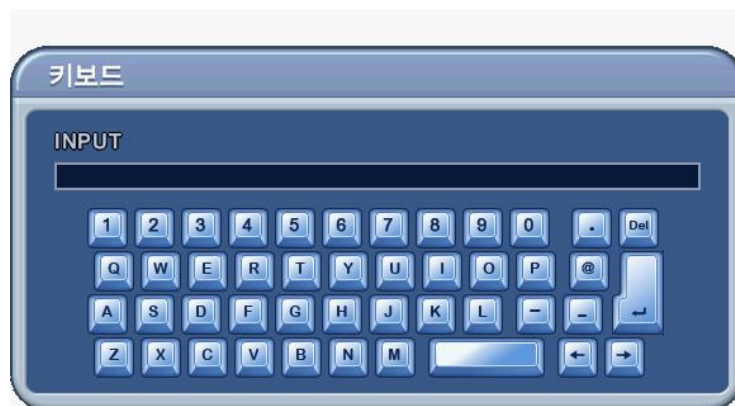 키보드
INPUT
1 2 3 4 5 6 7 8 9 0 . Del
Q W E R T Y U I O P @
A S D F G H J K L - _ ↵
Z X C V B N M ← →